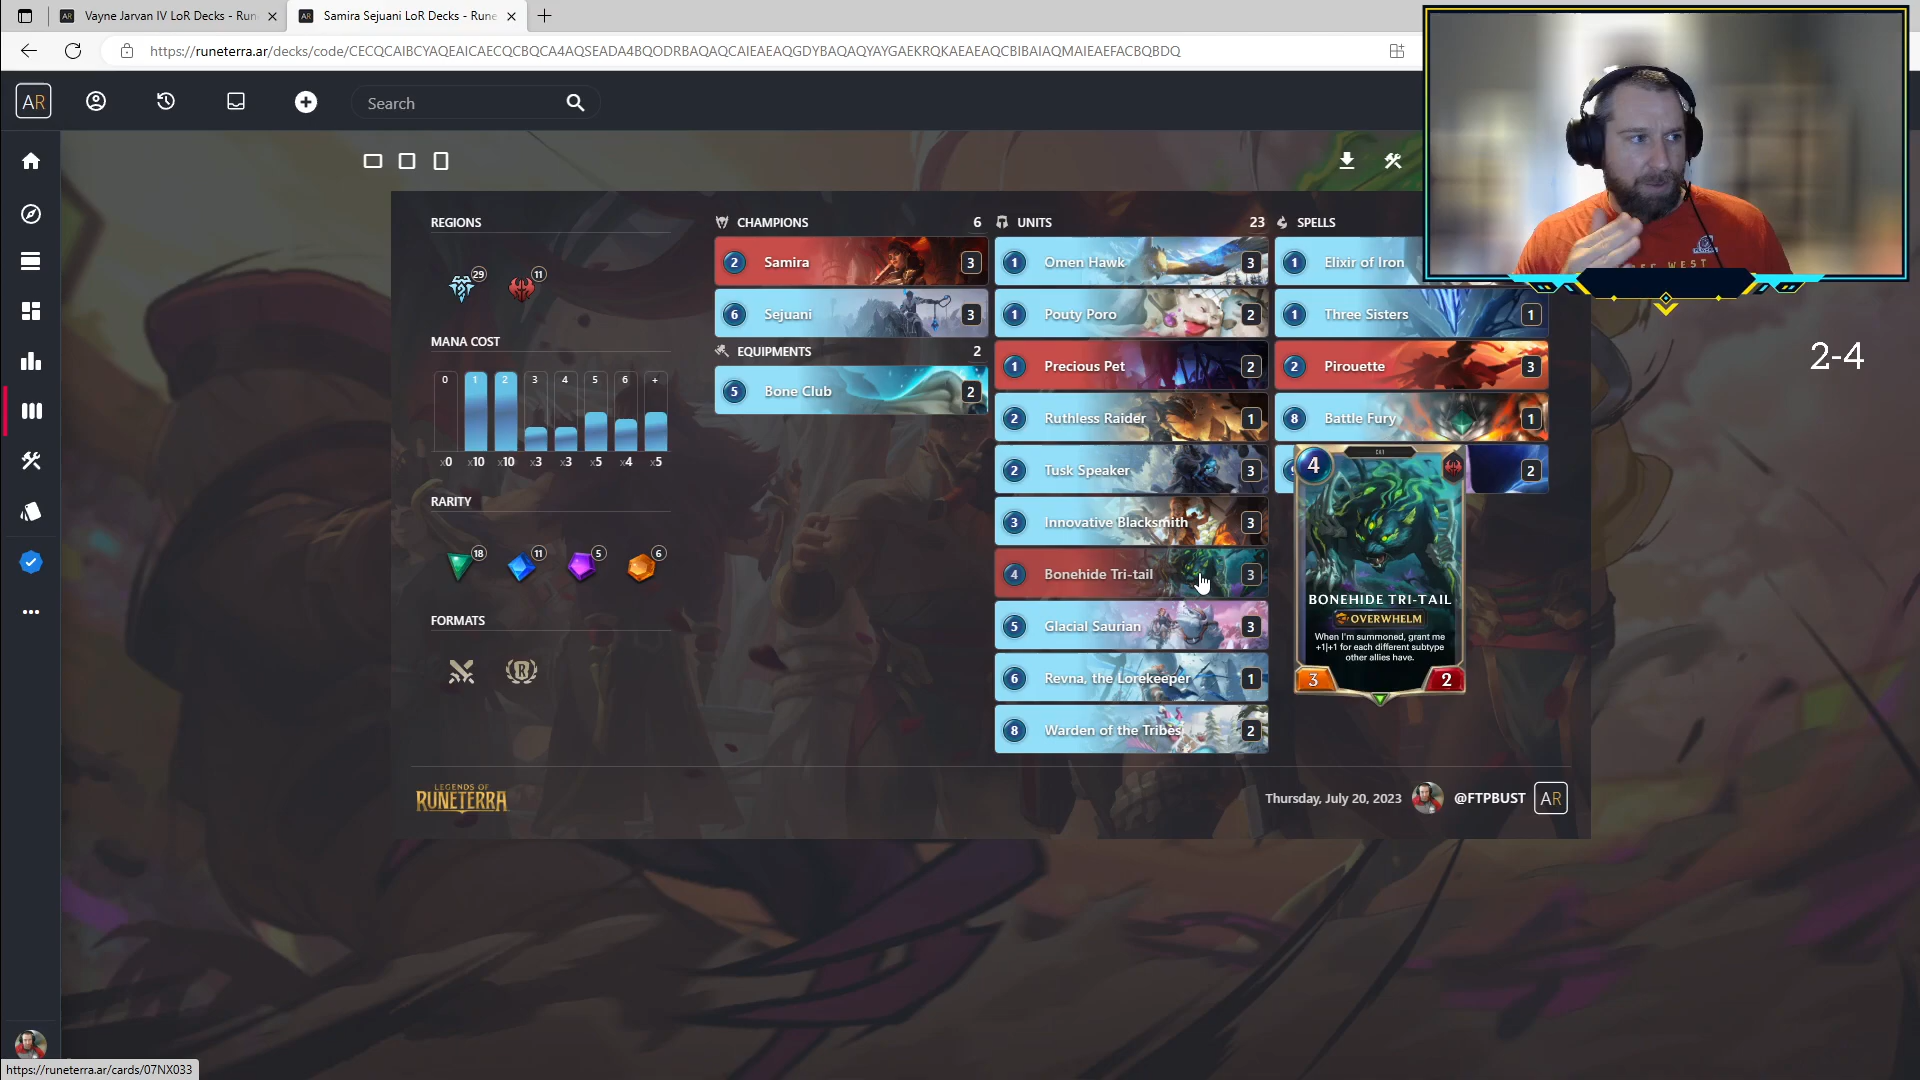 Vayne Jarvan IV LoR Decks - Run
Samira Sejuani LoR Decks - Rune
https://runeterra.ar/decks/code/CECQCAIBCYAQEAICAECQCBQCA4AQSEADA4BQODRBAQAQCAIEAEAQGDYBAQAQYAYGAEKRQKAEAEAQCBIBAIAQMAIEAEFACBQBDQ
AR
Search
REGIONS
29
11
MANA COST
0 1 2 3 4 5 6 +
x0 x10 x10 x3 x3 x5 x4 x5
RARITY
18 11 5 6
FORMATS
CHAMPIONS 6
2 Samira 3
6 Sejuani 3
EQUIPMENTS 2
5 Bone Club 2
UNITS 23
1 Omen Hawk 3
1 Pouty Poro 2
1 Precious Pet 2
2 Ruthless Raider 1
2 Tusk Speaker 3
3 Innovative Blacksmith 3
4 Bonehide Tri-tail 3
5 Glacial Saurian 3
6 Revna, the Lorekeeper 1
8 Warden of the Tribes 2
SPELLS
1 Elixir of Iron
1 Three Sisters 1
2 Pirouette 3
8 Battle Fury 1
2
4
CAT
BONEHIDE TRI-TAIL
OVERWHELM
When I'm summoned, grant me
+1|+1 for each different subtype
other allies have.
3 2
2-4
LEGENDS OF
RUNETERRA
Thursday, July 20, 2023 @FTPBUST AR
https://runeterra.ar/cards/07NX033